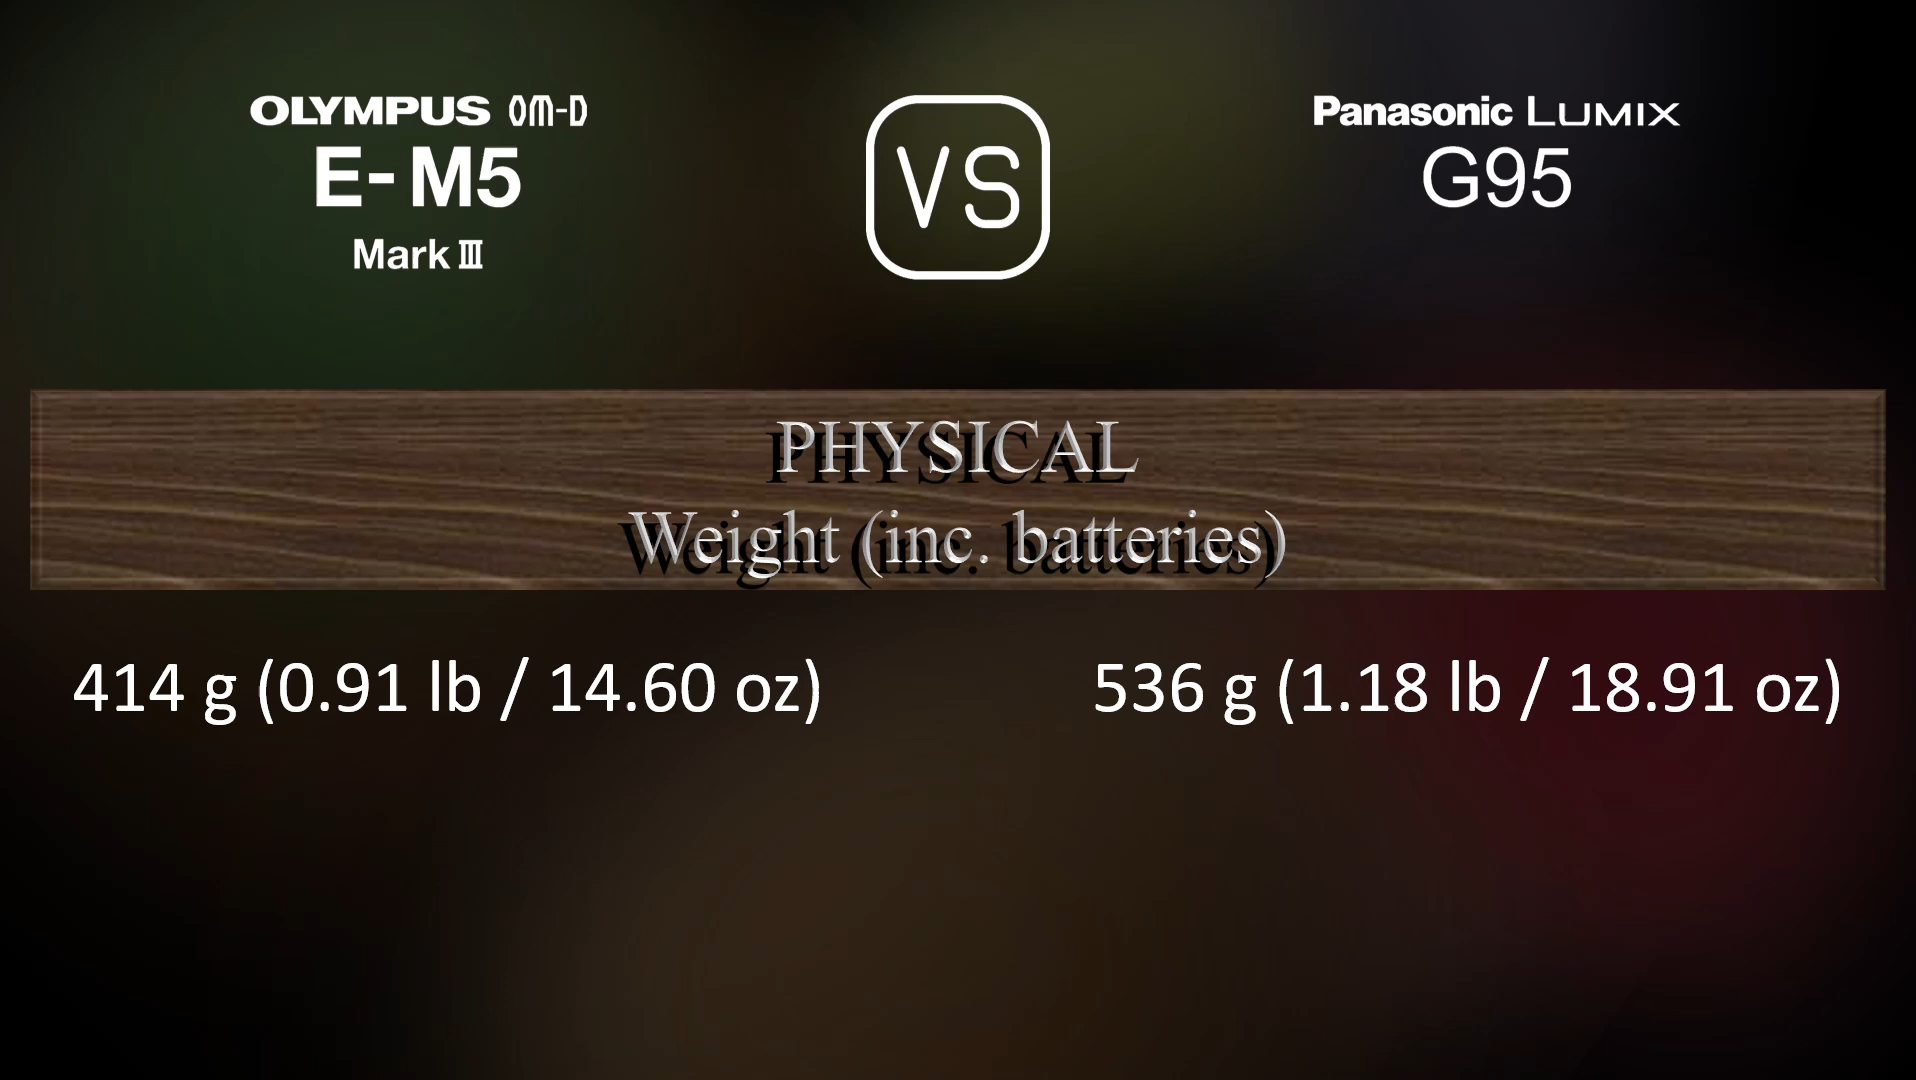 OLYMPUS OM-D
E-M5
Mark III
VS
Panasonic LUMIX
G95
PHYSICAL
Weight (inc. batteries)
414 g (0.91 lb / 14.60 oz)
536 g (1.18 lb / 18.91 oz)